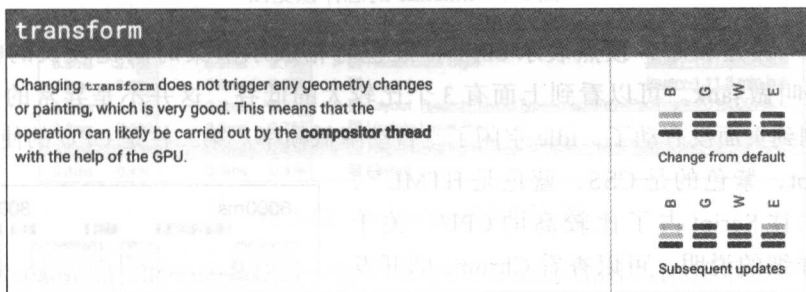 transform
Changing transform does not trigger any geometry changes
or painting, which is very good. This means that the
operation can likely be carried out by the compositor thread
with the help of the GPU.
B G W E
Change from default
B G W E
Subsequent updates